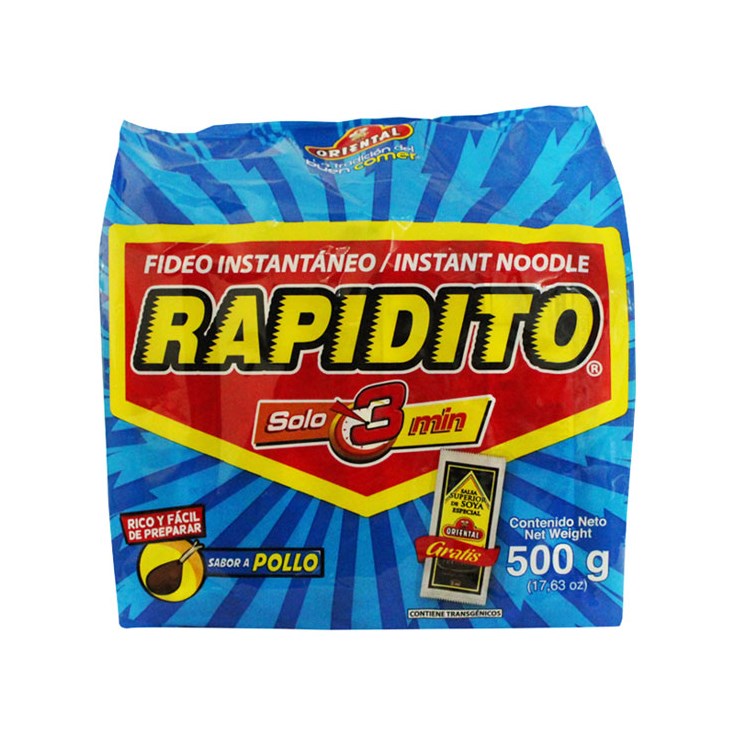 ORIENTAL
La tradición del
buen comer
FIDEO INSTANTÁNEO / INSTANT NOODLE
RAPIDITO®
Solo 3 min
RICO Y FÁCIL
DE PREPARAR
SABOR A POLLO
SALSA
SUPERIOR
DE SOYA
ESPECIAL
ORIENTAL
Gratis
CONTIENE TRANSGÉNICOS
Contenido Neto
Net Weight
500 g
(17,63 oz)